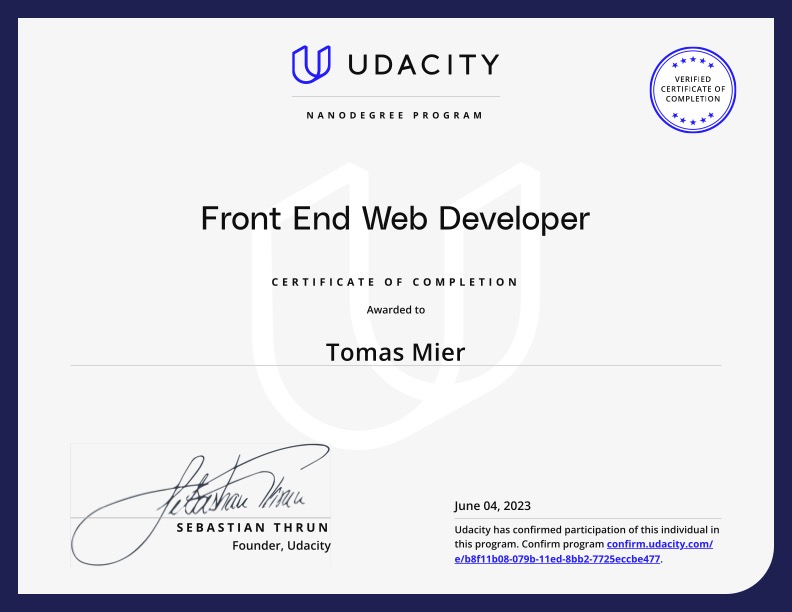 UDACITY
NANODEGREE PROGRAM
VERIFIED
CERTIFICATE OF
COMPLETION
Front End Web Developer
CERTIFICATE OF COMPLETION
Awarded to
Tomas Mier
Sebastian Thrun
SEBASTIAN THRUN
Founder, Udacity
June 04, 2023
Udacity has confirmed participation of this individual in
this program. Confirm program confirm.udacity.com/
e/b8f11b08-079b-11ed-8bb2-7725eccbe477.